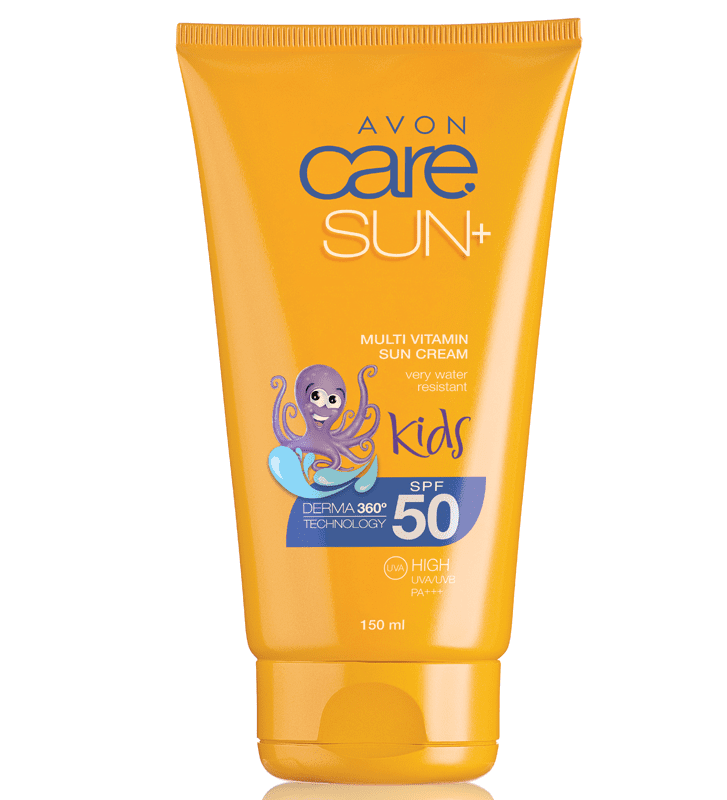 AVON
care
SUN+
MULTI VITAMIN
SUN CREAM
very water
resistant
Kids
SPF
DERMA 360º
TECHNOLOGY
50
UVA HIGH
UVA/UVB
PA+++
150 ml